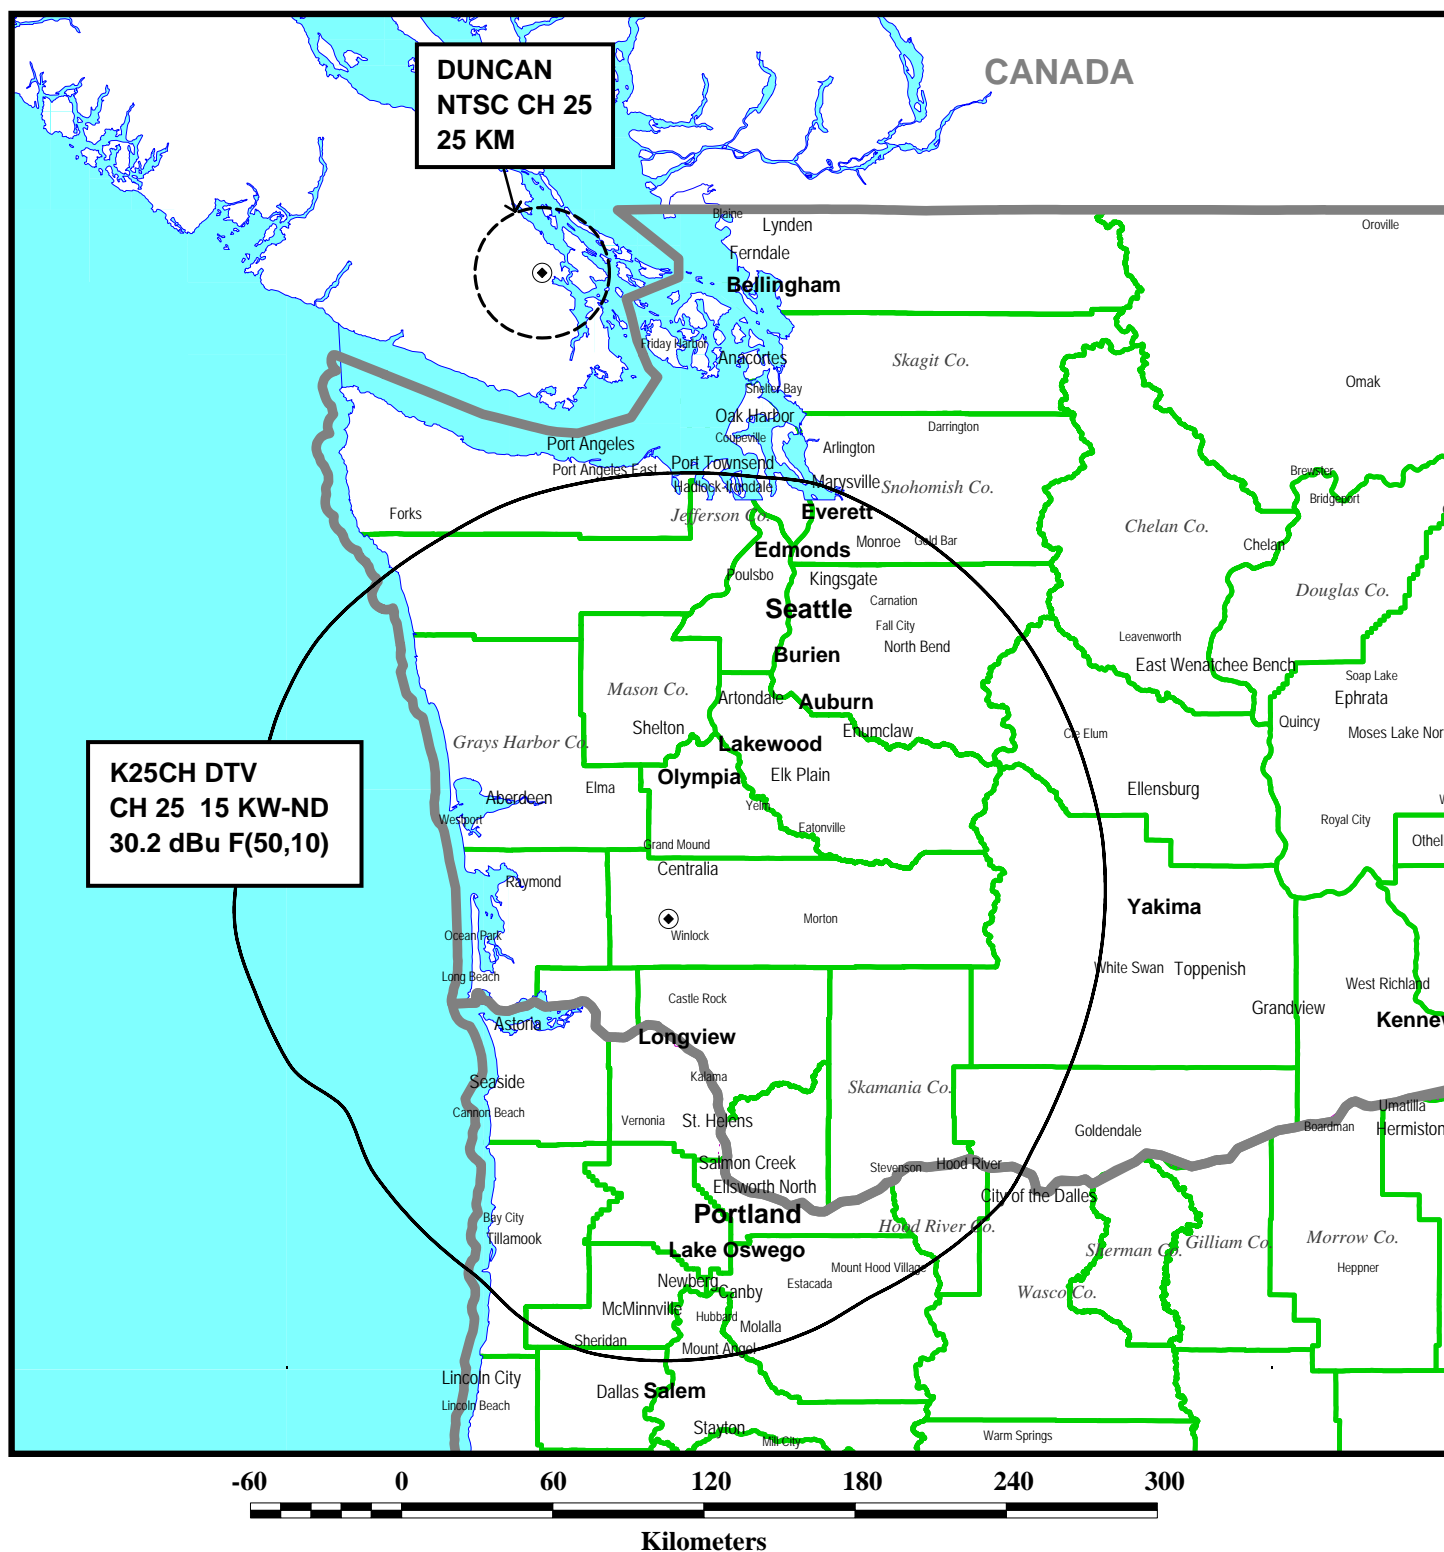 DUNCAN
NTSC CH 25
25 KM
CANADA
Blaine
Lynden
Oroville
Ferndale
Bellingham
Friday Harbor
Anacortes
Skagit Co.
Shelter Bay
Omak
Oak Harbor
Coupeville
Darrington
Port Angeles
Arlington
Port Angeles East
Port Townsend
Brewster
Marysville
Hadlock-Irondale
Snohomish Co.
Bridgeport
Forks
Jefferson Co.
Everett
Chelan Co.
Edmonds
Monroe
Gold Bar
Chelan
Poulsbo
Kingsgate
Douglas Co.
Seattle
Carnation
Fall City
Leavenworth
Burien
North Bend
East Wenatchee Bench
Soap Lake
Mason Co.
Artondale
Auburn
Ephrata
Shelton
Enumclaw
Quincy
Cle Elum
Moses Lake Nor
Grays Harbor Co.
Lakewood
K25CH DTV
CH 25 15 KW-ND
30.2 dBu F(50,10)
Olympia
Elk Plain
Elma
Ellensburg
Aberdeen
Yelm
Westport
Eatonville
Royal City
Grand Mound
Othel
Centralia
Raymond
Yakima
Morton
Ocean Park
Winlock
Long Beach
White Swan
Toppenish
West Richland
Castle Rock
Grandview
Astoria
Kennew
Longview
Seaside
Kalama
Skamania Co.
Cannon Beach
Vernonia
St. Helens
Umatilla
Goldendale
Boardman
Hermiston
Salmon Creek
Stevenson
Hood River
Ellsworth North
City of the Dalles
Bay City
Portland
Hood River Co.
Tillamook
Lake Oswego
Sherman Co.
Gilliam Co.
Morrow Co.
Mount Hood Village
Heppner
Newberg
Canby
Estacada
Wasco Co.
McMinnville
Hubbard
Molalla
Sheridan
Mount Angel
Lincoln City
Dallas
Salem
Lincoln Beach
Stayton
Mill City
Warm Springs
-60 0 60 120 180 240 300
Kilometers